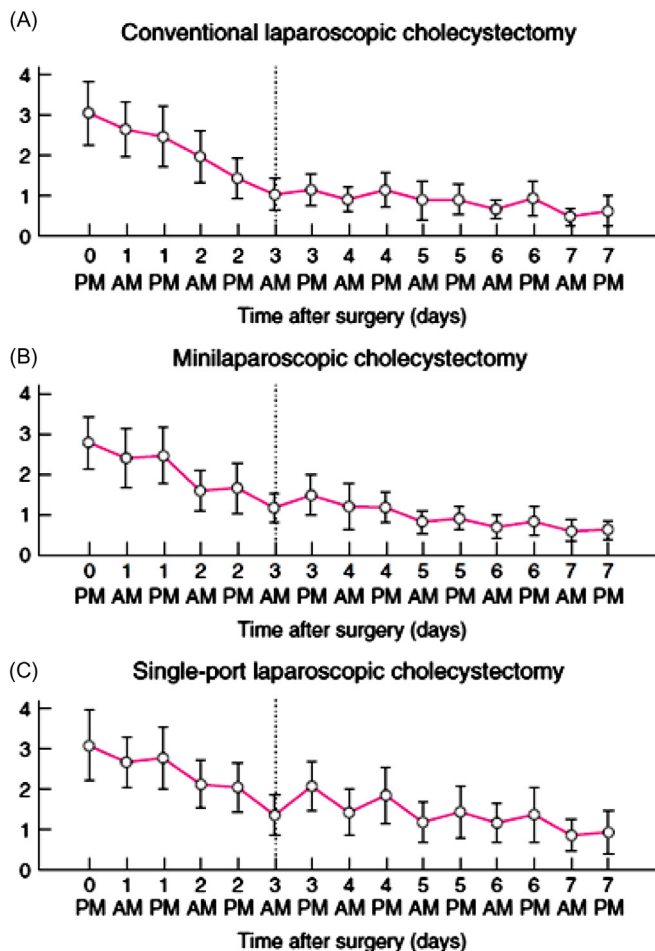 (A)
Conventional laparoscopic cholecystectomy
4
3
2
1
0
0 1 1 2 2 3 3 4 4 5 5 6 6 7 7
PM AM PM AM PM AM PM AM PM AM PM AM PM AM PM
Time after surgery (days)
(B)
Minilaparoscopic cholecystectomy
4
3
2
1
0
0 1 1 2 2 3 3 4 4 5 5 6 6 7 7
PM AM PM AM PM AM PM AM PM AM PM AM PM AM PM
Time after surgery (days)
(C)
Single-port laparoscopic cholecystectomy
4
3
2
1
0
0 1 1 2 2 3 3 4 4 5 5 6 6 7 7
PM AM PM AM PM AM PM AM PM AM PM AM PM AM PM
Time after surgery (days)